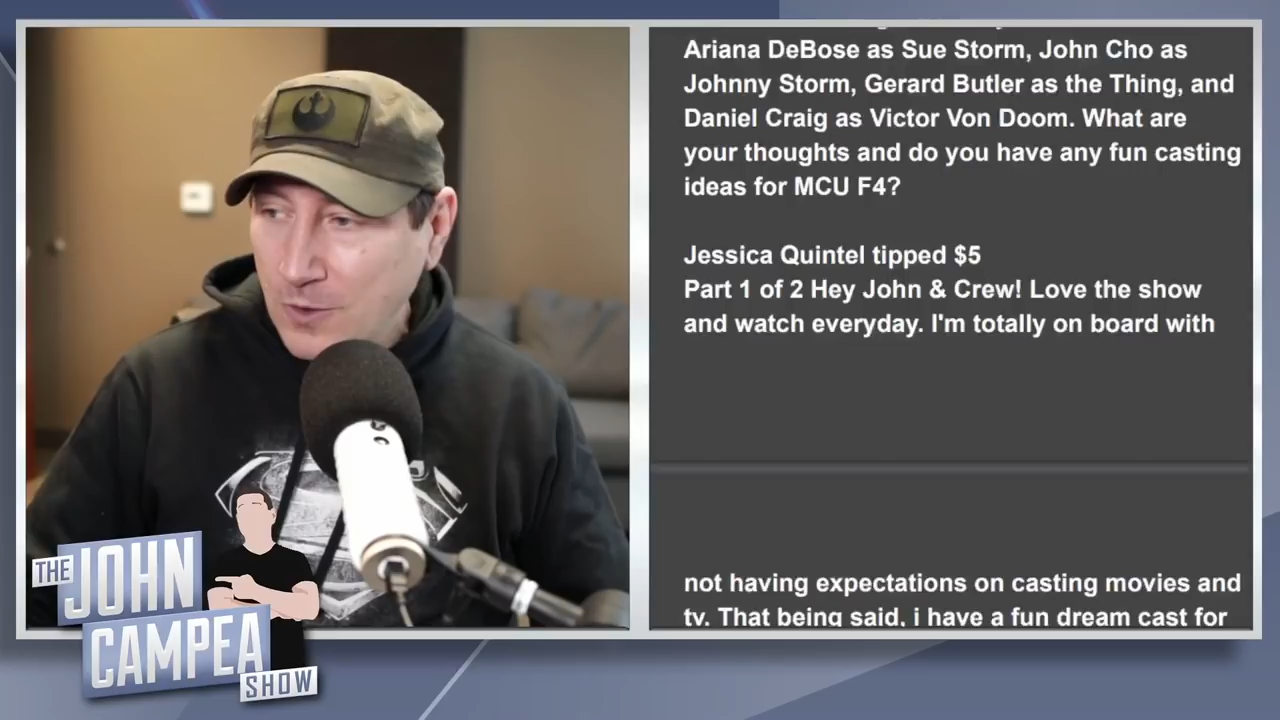 Ariana DeBose as Sue Storm, John Cho as
Johnny Storm, Gerard Butler as the Thing, and
Daniel Craig as Victor Von Doom. What are
your thoughts and do you have any fun casting
ideas for MCU F4?
Jessica Quintel tipped $5
Part 1 of 2 Hey John & Crew! Love the show
and watch everyday. I'm totally on board with
not having expectations on casting movies and
tv. That being said, i have a fun dream cast for
THE
JOHN
CAMPEA
SHOW